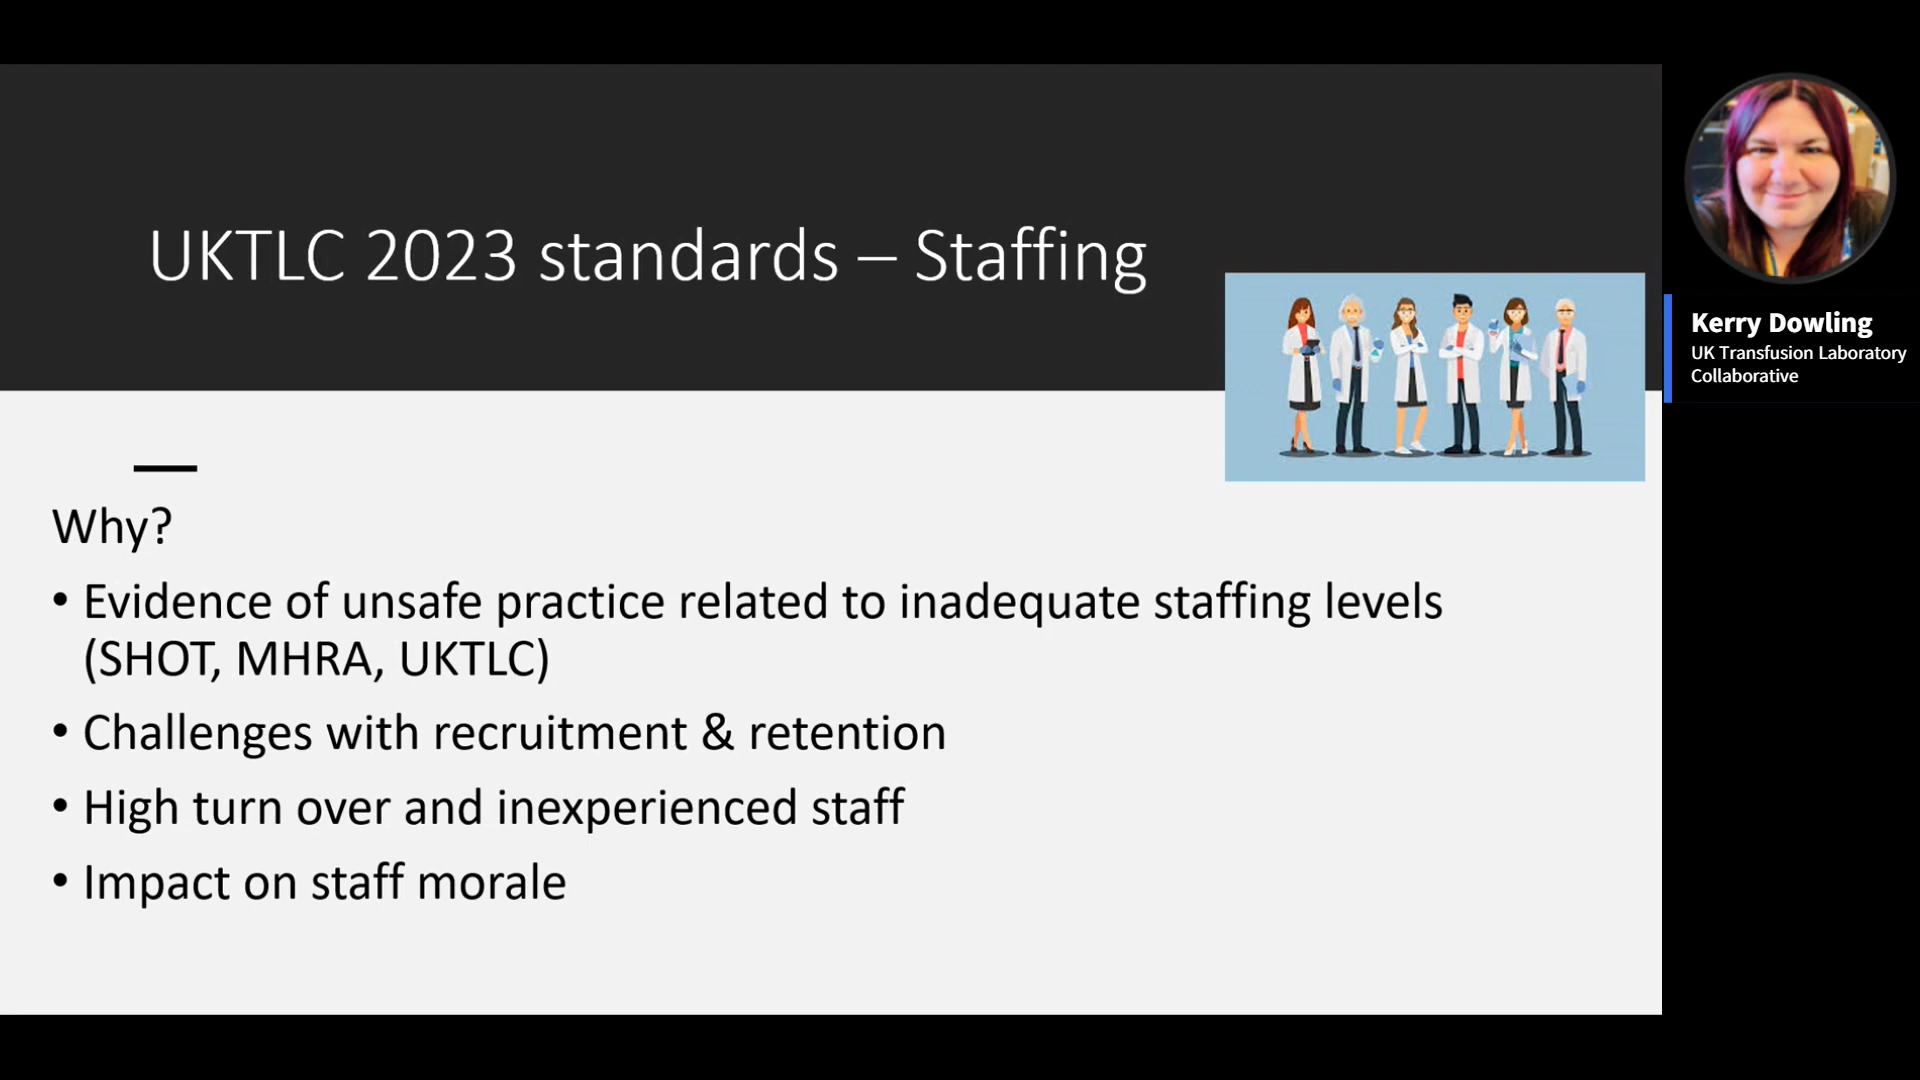 UKTLC 2023 standards – Staffing
Why?
• Evidence of unsafe practice related to inadequate staffing levels
(SHOT, MHRA, UKTLC)
• Challenges with recruitment & retention
• High turn over and inexperienced staff
• Impact on staff morale
Kerry Dowling
UK Transfusion Laboratory
Collaborative